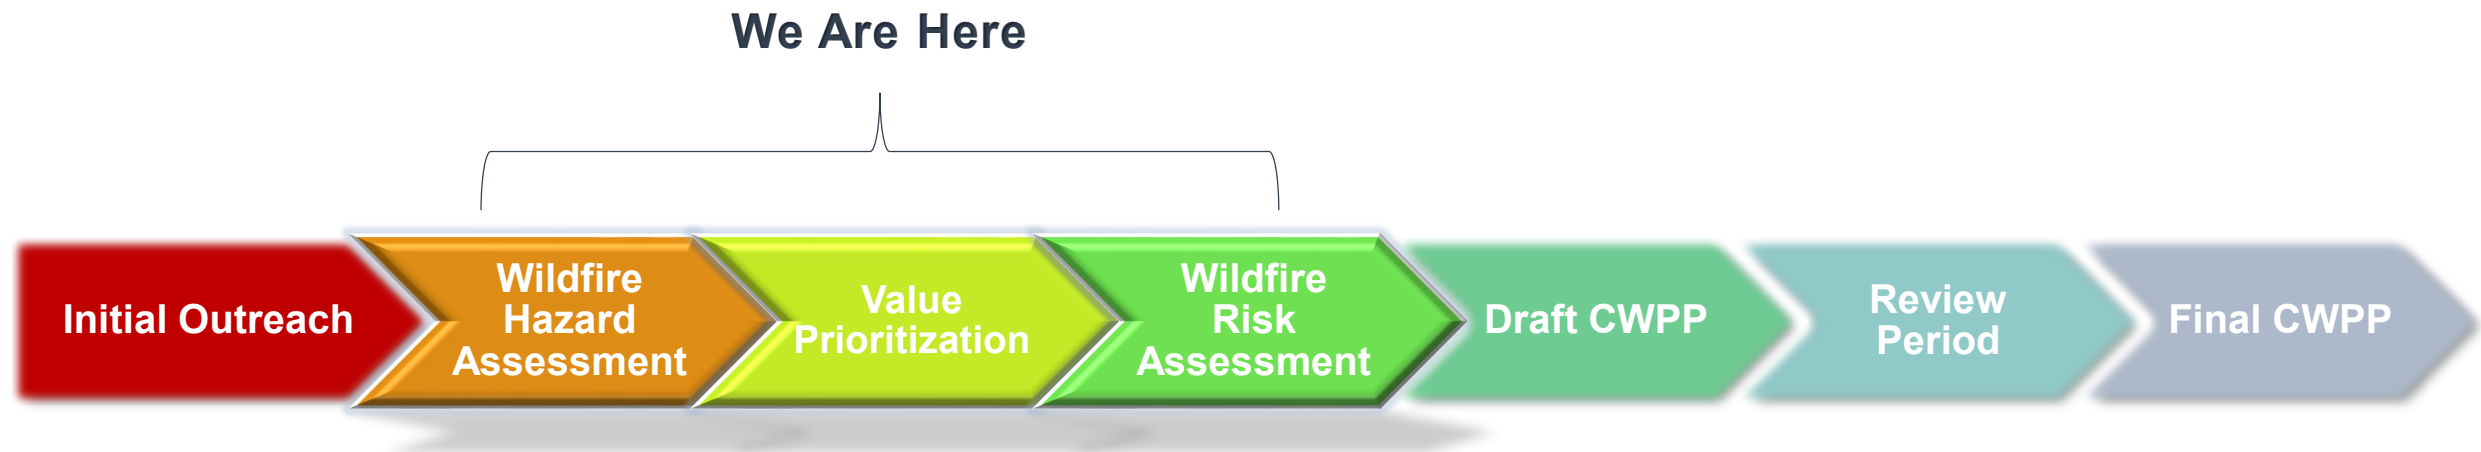 We Are Here
Initial Outreach
Wildfire
Hazard
Assessment
Value
Prioritization
Wildfire
Risk
Assessment
Draft CWPP
Review
Period
Final CWPP